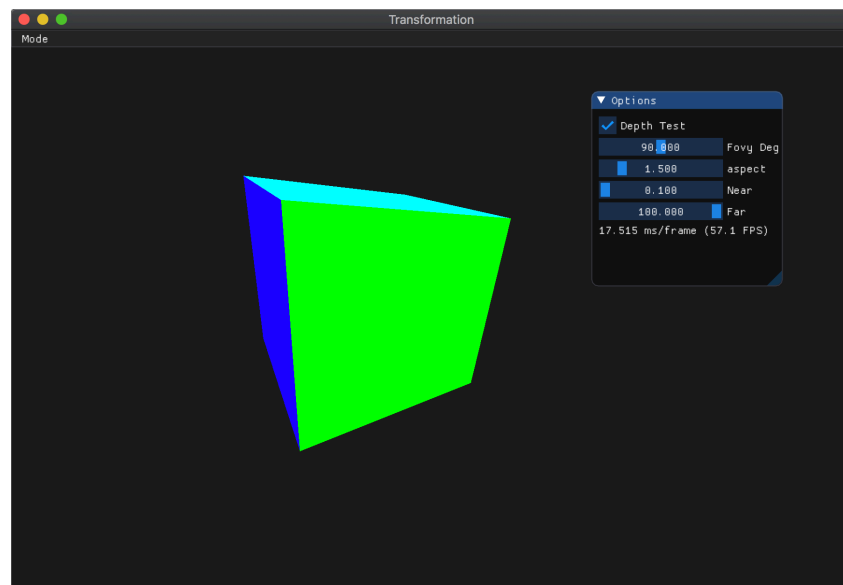 Transformation
Mode
Options
Depth Test
90.000 Fovy Deg
1.500 aspect
0.100 Near
100.000 Far
17.515 ms/frame (57.1 FPS)